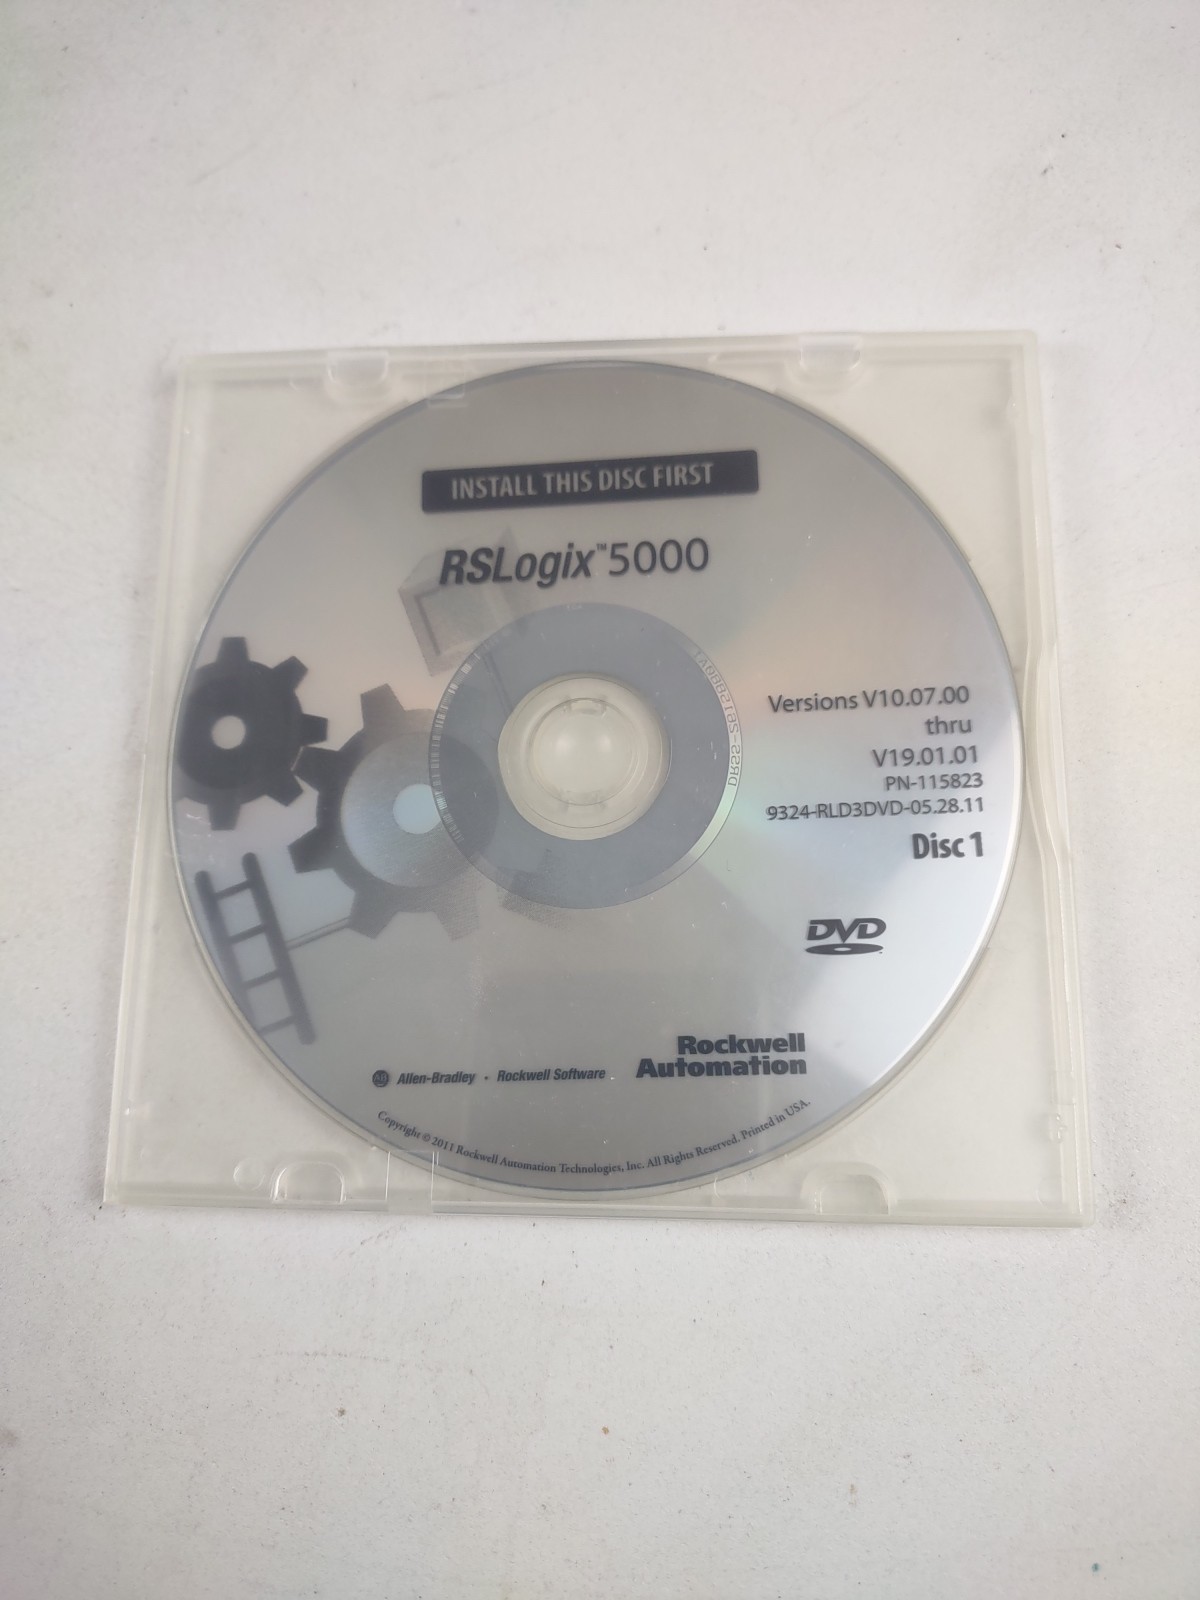 INSTALL THIS DISC FIRST
RSLogix™5000
Versions V10.07.00
thru
V19.01.01
PN-115823
9324-RLD3DVD-05.28.11
Disc 1
DVD
Rockwell
Automation
AB Allen-Bradley • Rockwell Software
Copyright © 2011 Rockwell Automation Technologies, Inc. All Rights Reserved. Printed in USA.